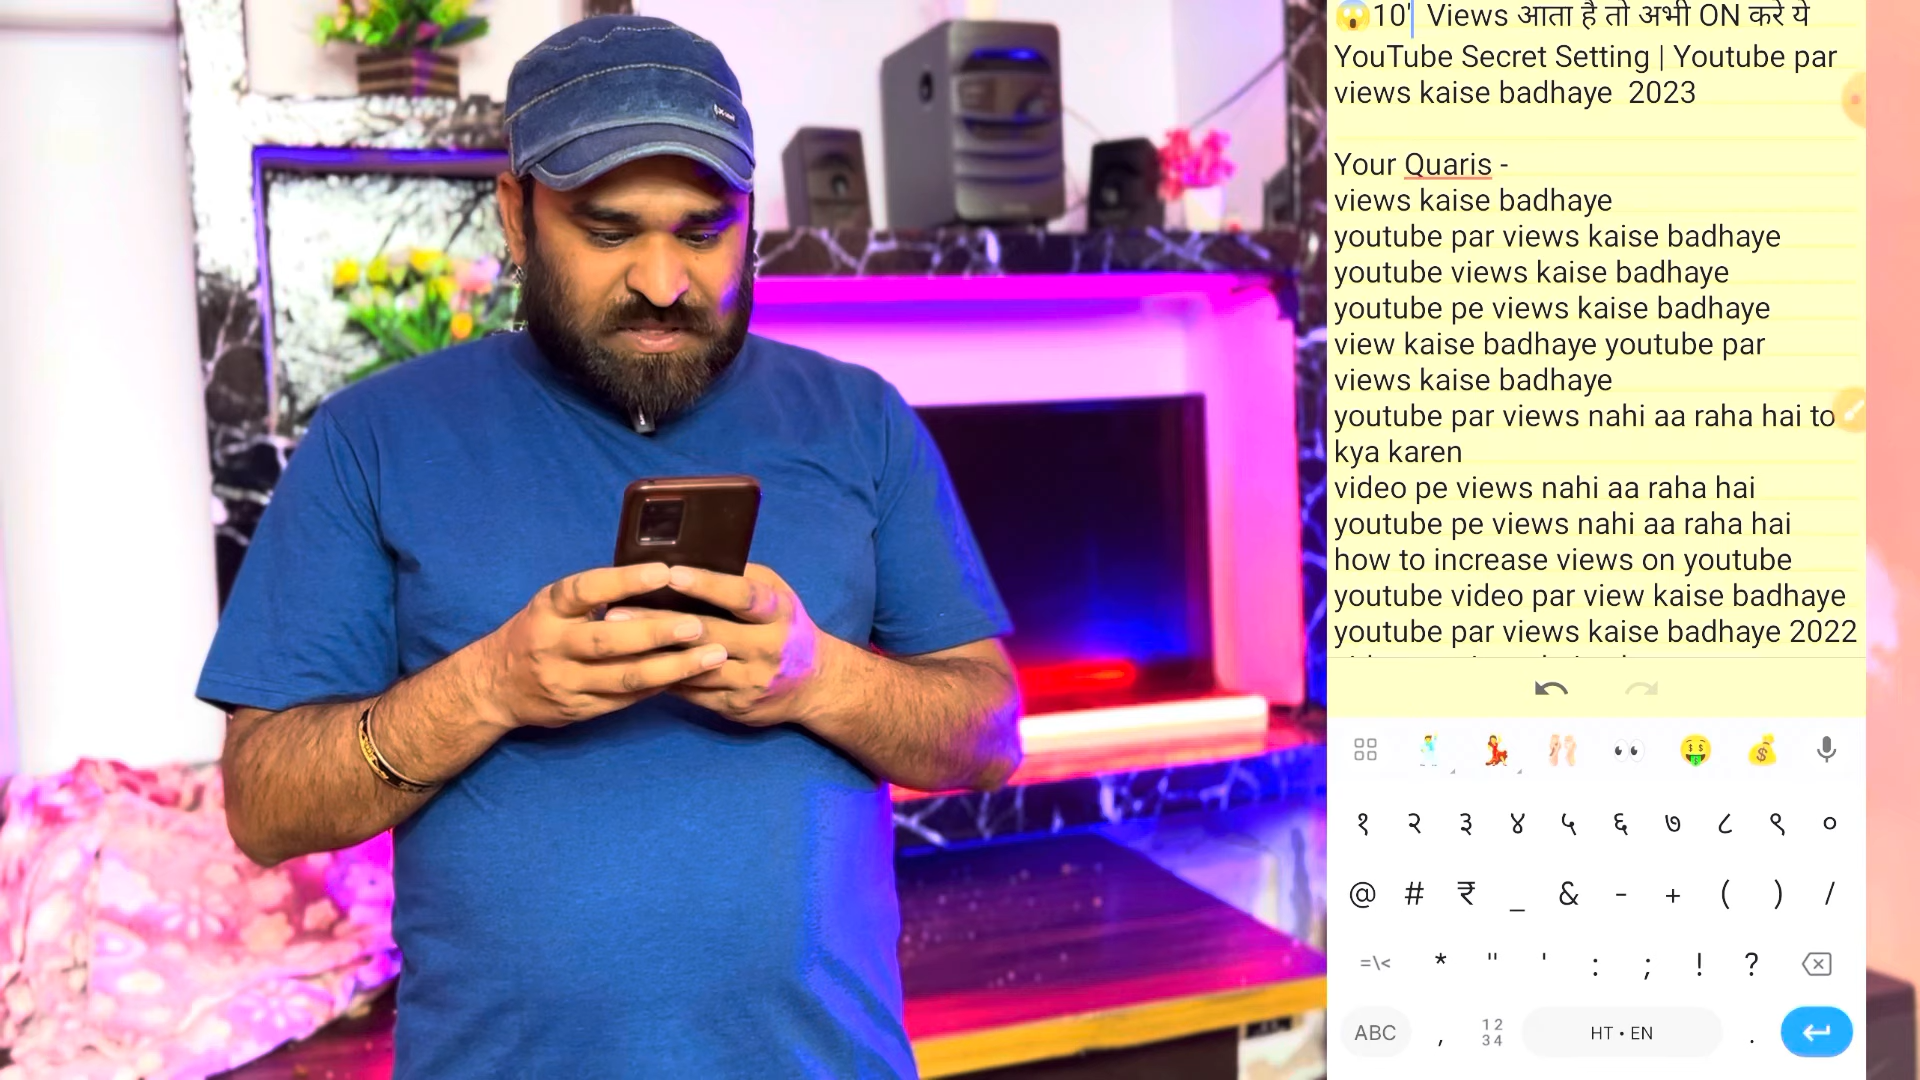 😱10' Views आता है तो अभी ON करे ये
YouTube Secret Setting | Youtube par
views kaise badhaye 2023
Your Quaris -
views kaise badhaye
youtube par views kaise badhaye
youtube views kaise badhaye
youtube pe views kaise badhaye
view kaise badhaye youtube par
views kaise badhaye
youtube par views nahi aa raha hai to
kya karen
video pe views nahi aa raha hai
youtube pe views nahi aa raha hai
how to increase views on youtube
youtube video par view kaise badhaye
youtube par views kaise badhaye 2022
१ २ ३ ४ ५ ६ ७ ८ ९ ०
@ # ₹ _ & - + ( ) /
=\< * " ' : ; ! ?
ABC , 12 34 HT • EN .